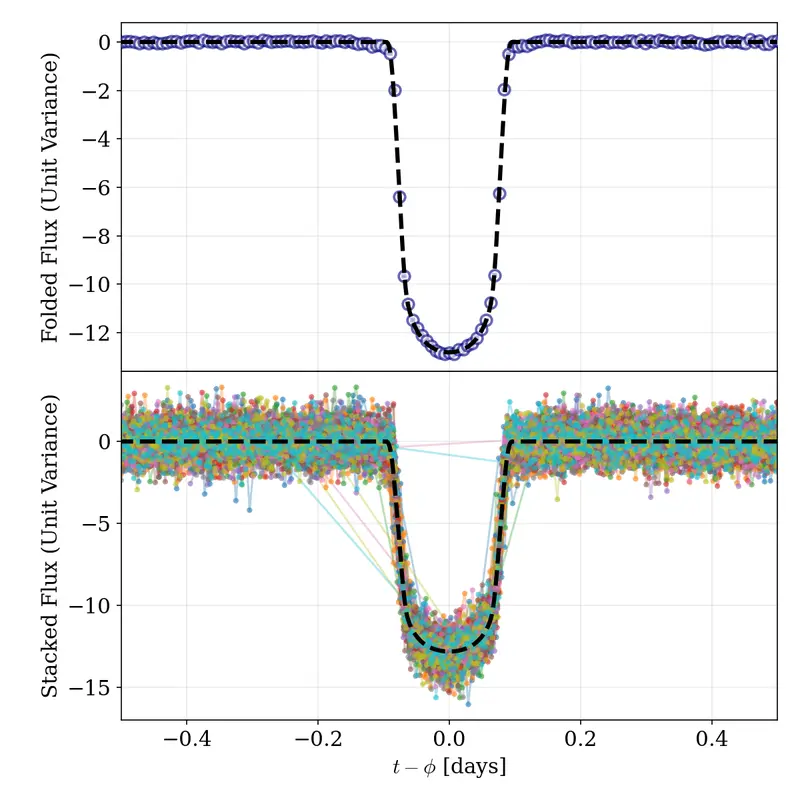 Folded Flux (Unit Variance)
0
−2
−4
−6
−8
−10
−12
Stacked Flux (Unit Variance)
0
−5
−10
−15
−0.4 −0.2 0.0 0.2 0.4
t − ϕ [days]